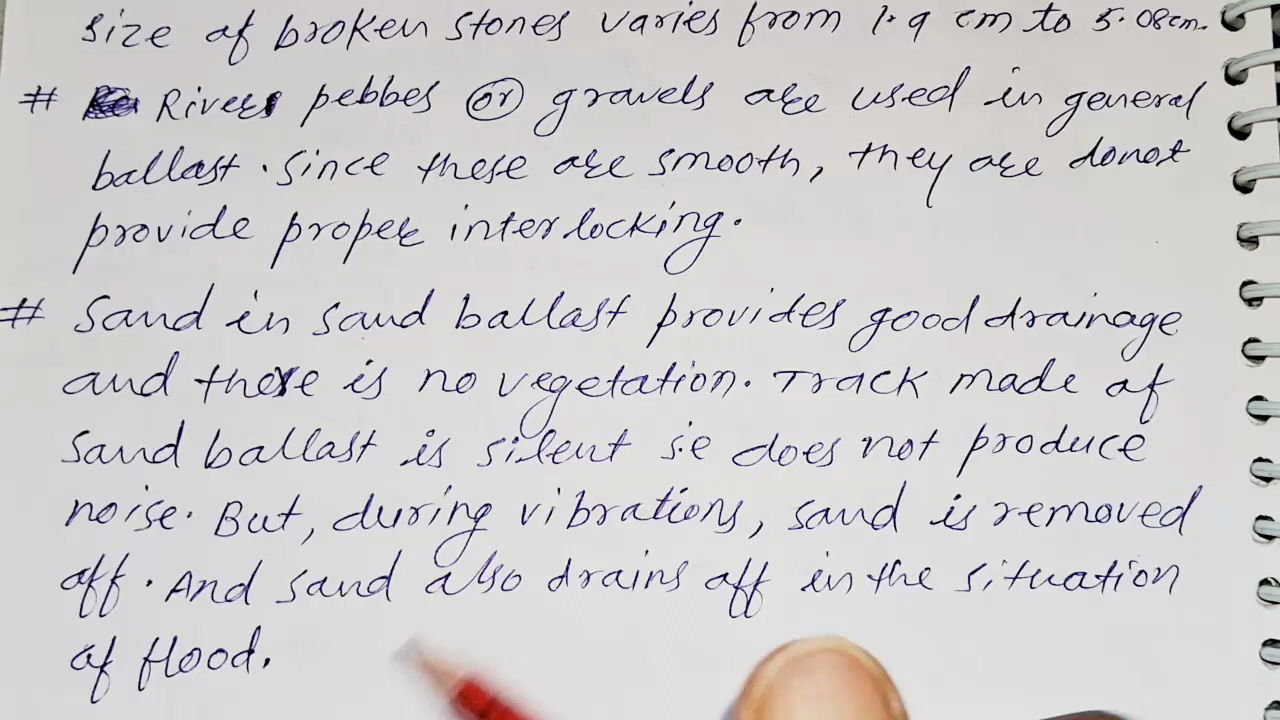 size of broken stones varies from 1.9 cm to 5.08cm.
# Rivers pebbes or gravels are used in general
ballast. Since these are smooth, they are donot
provide proper interlocking.
# Sand in sand ballast provides good drainage
and there is no vegetation. Track made of
sand ballast is silent i.e does not produce
noise. But, during vibrations, sand is removed
off. And sand also drains off in the situation
of flood.